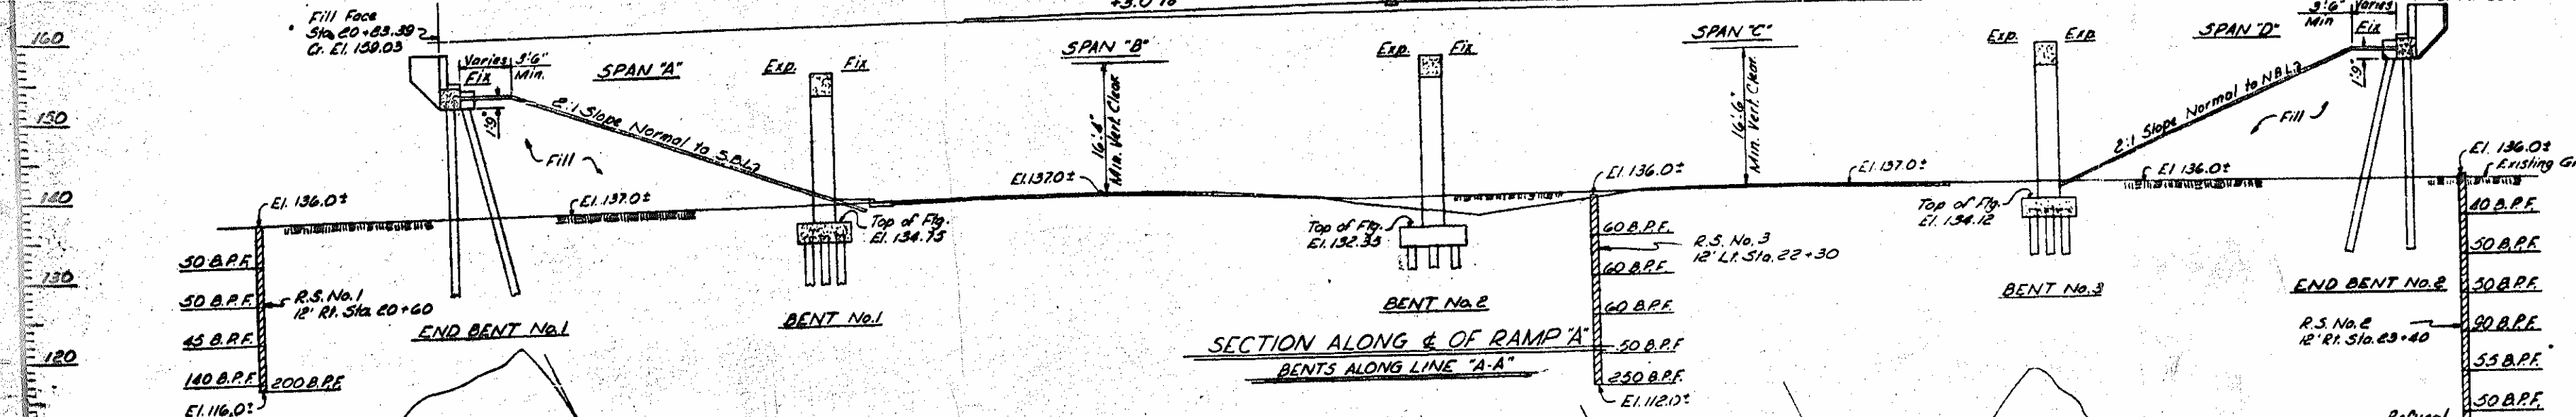 +3.0%
Fill Face
Sta. 20+83.39
Gr. El. 159.03
160
150
140
130
120
Varies 3'6"
Min.
Fix
1'9"
SPAN "A"
2:1 Slope Normal to S.B.L.
Fill
Exp. Fix
SPAN "B"
16'-6"
Min. Vert. Clear.
Exp. Fix
SPAN "C"
16'-6"
Min. Vert. Clear.
Exp. Exp.
SPAN "D"
3'6" Varies
Min
Fix
1'9"
2:1 Slope Normal to N.B.L.
Fill
El. 136.0±
El. 137.0±
El. 137.0±
El. 136.0±
El. 137.0±
El. 136.0±
El. 136.0±
Existing
Top of Ftg.
El. 134.75
Top of Ftg.
El. 132.35
Top of Ftg.
El. 134.12
50 B.P.F.
50 B.P.F.
45 B.P.F.
140 B.P.F.
200 B.P.F.
El. 116.0±
R.S. No. 1
12' Rt. Sta. 20+60
END BENT No. 1
BENT No. 1
BENT No. 2
60 B.P.F.
60 B.P.F.
60 B.P.F.
50 B.P.F.
250 B.P.F.
El. 112.0±
R.S. No. 3
12' Lt. Sta. 22+30
BENT No. 3
END BENT No. 2
R.S. No. 2
12' Rt. Sta. 23+40
40 B.P.F.
50 B.P.F.
50 B.P.F.
90 B.P.F.
55 B.P.F.
50 B.P.F.
Refusal
SECTION ALONG ℄ OF RAMP "A"
BENTS ALONG LINE "A-A"